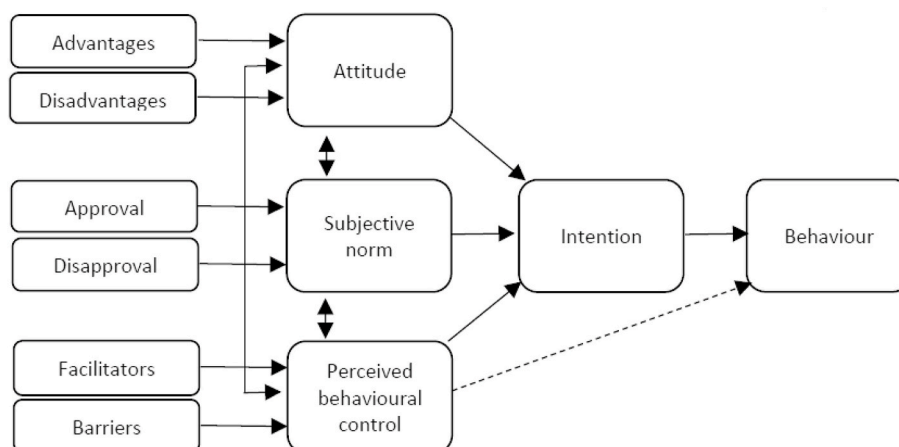 Advantages
Disadvantages
Attitude
Approval
Disapproval
Subjective
norm
Intention
Behaviour
Facilitators
Barriers
Perceived
behavioural
control